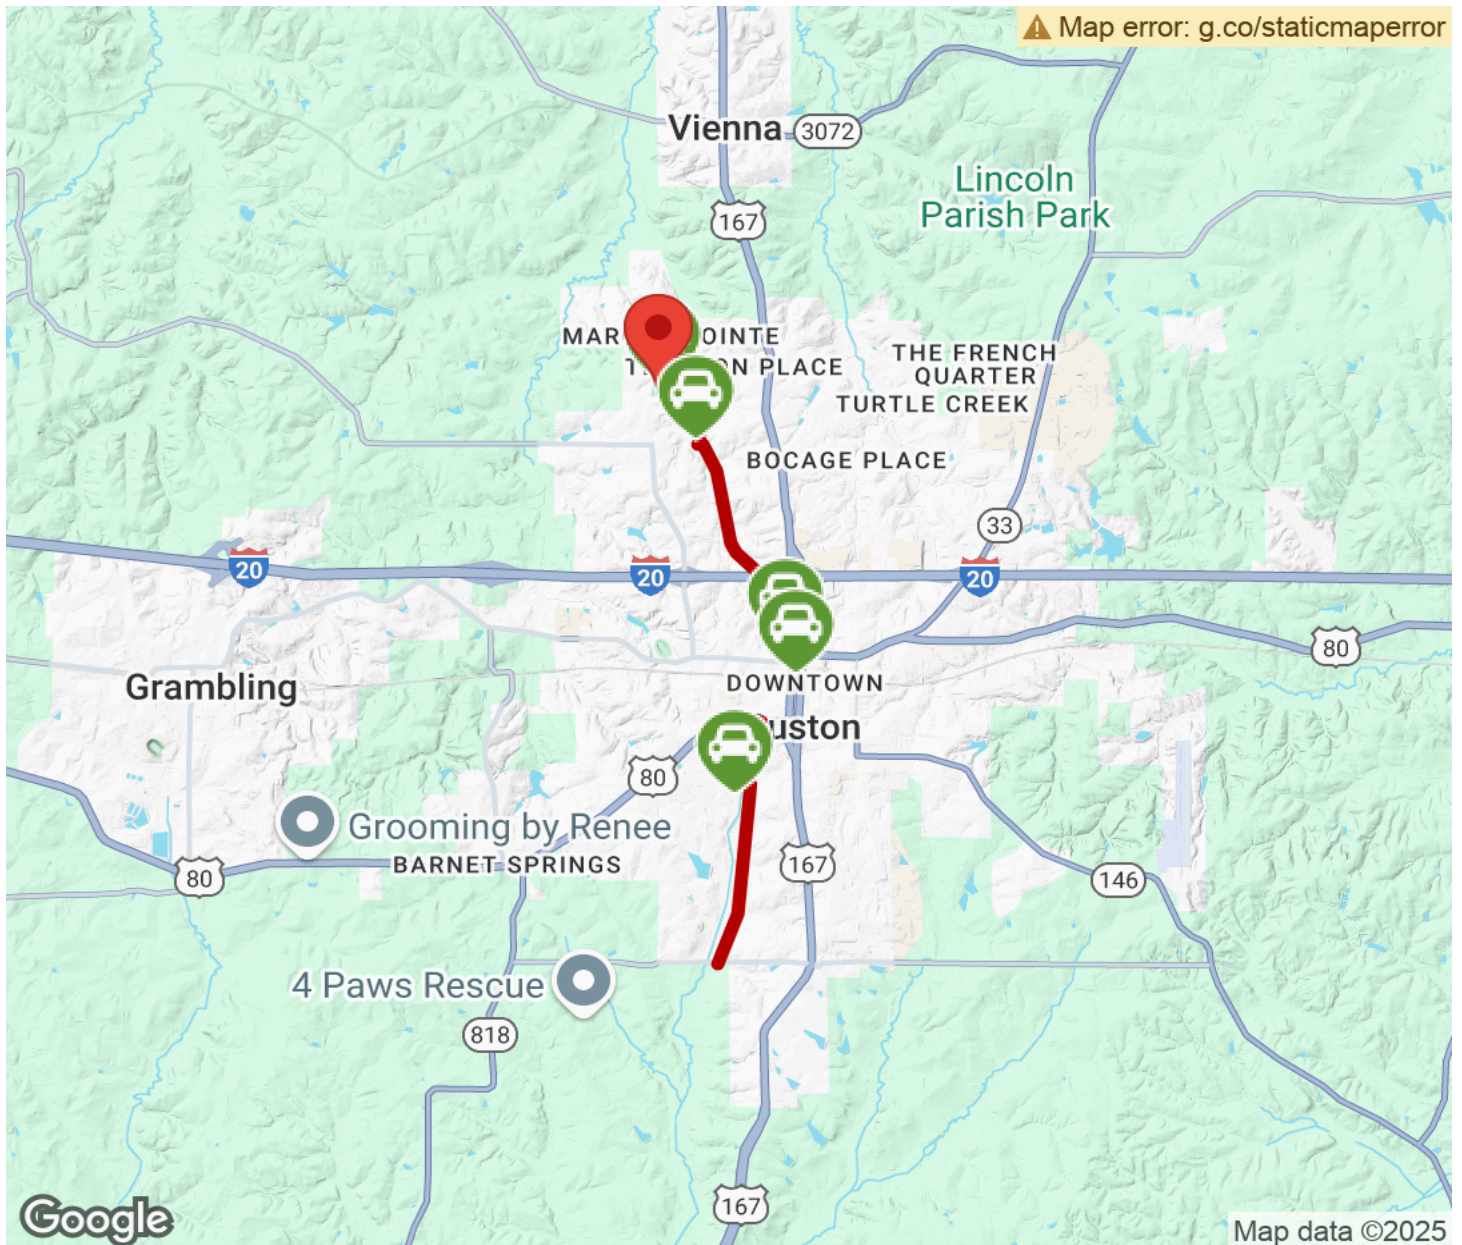 Map error: g.co/staticmaperror
Vienna
3072
Lincoln
Parish Park
167
MAR OINTE
T ON PLACE
THE FRENCH
QUARTER
TURTLE CREEK
BOCAGE PLACE
33
20
20
20
80
DOWNTOWN
Grambling
uston
80
Grooming by Renee
BARNET SPRINGS
167
80
146
4 Paws Rescue
818
167
Google
Map data ©2025